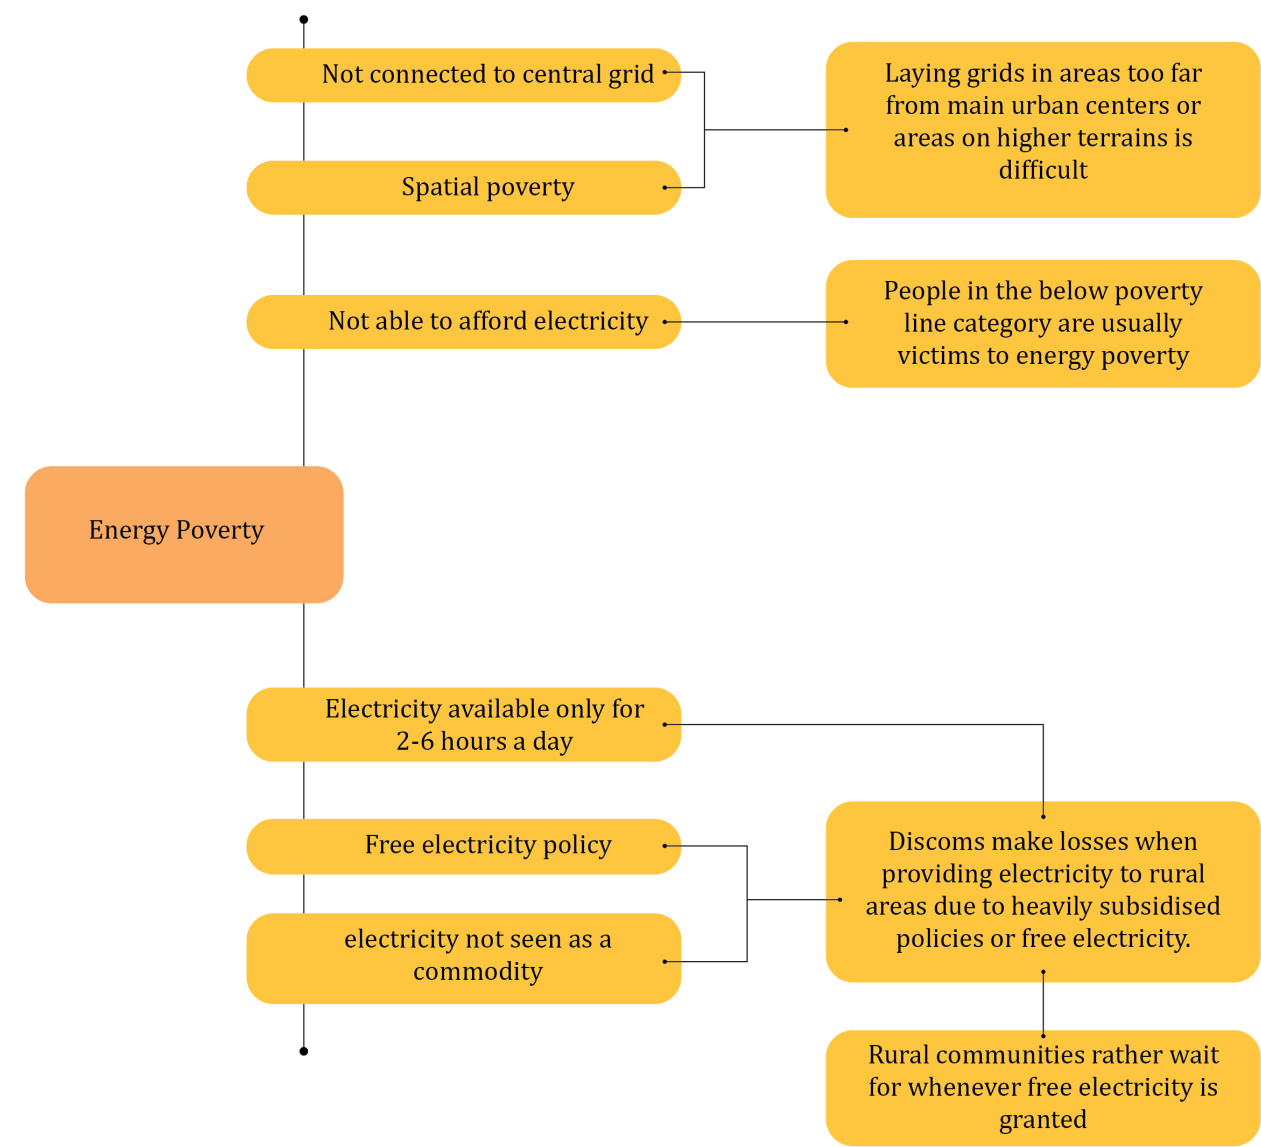 Not connected to central grid
Laying grids in areas too far
from main urban centers or
areas on higher terrains is
difficult
Spatial poverty
Not able to afford electricity
People in the below poverty
line category are usually
victims to energy poverty
Energy Poverty
Electricity available only for
2-6 hours a day
Free electricity policy
electricity not seen as a
commodity
Discoms make losses when
providing electricity to rural
areas due to heavily subsidised
policies or free electricity.
Rural communities rather wait
for whenever free electricity is
granted